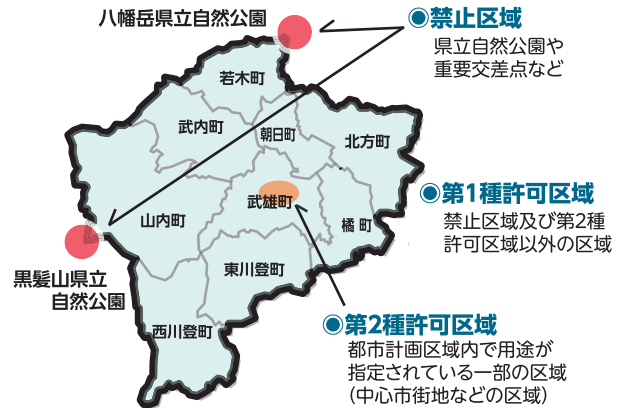 八幡岳県立自然公園
◉禁止区域
県立自然公園や
重要交差点など
若木町
武内町
朝日町
北方町
山内町
武雄町
橘町
◉第1種許可区域
禁止区域及び第2種
許可区域以外の区域
東川登町
黒髪山県立
自然公園
西川登町
◉第2種許可区域
都市計画区域内で用途が
指定されている一部の区域
(中心市街地などの区域)